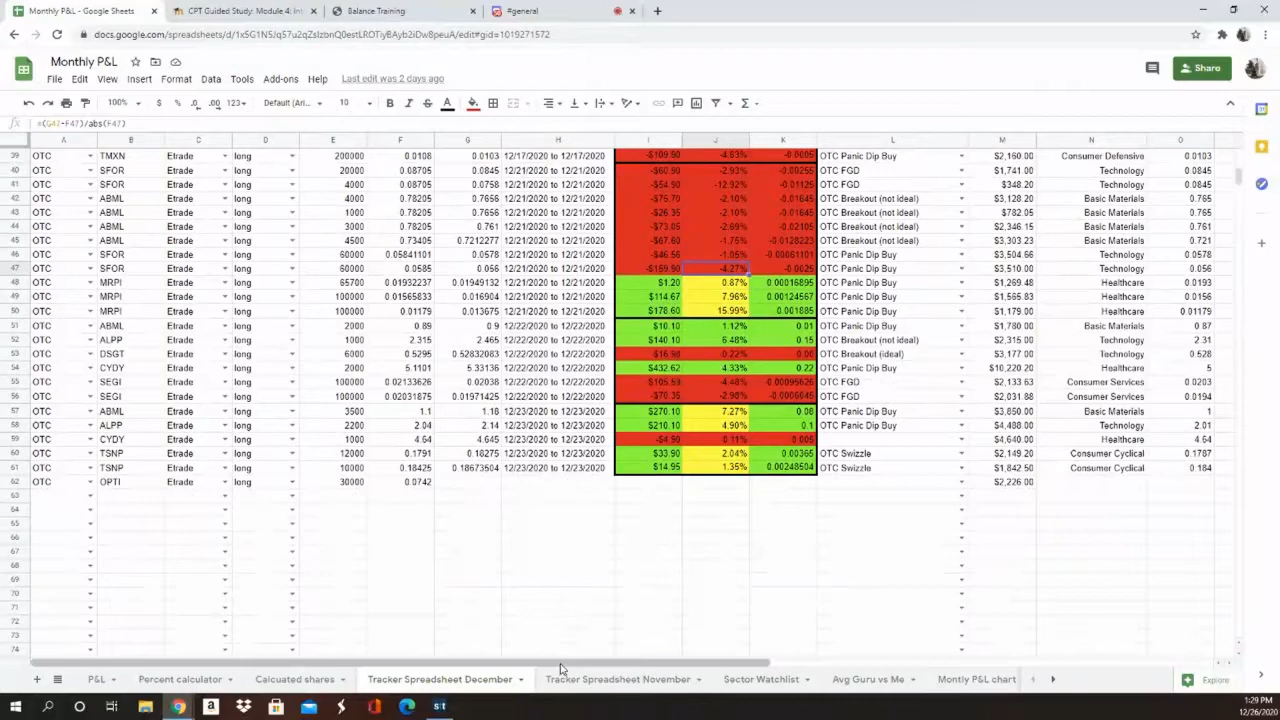 Monthly P&L - Google Sheets
CPT Guided Study: Module 4: Int
Balance.Training
#general
docs.google.com/spreadsheets/d/1x5G1N5Jq57u2qZslzbnQ0estLROTiyBAyb2iDw8peuA/edit#gid=1019271572
Monthly P&L
File Edit View Insert Format Data Tools Add-ons Help Last edit was 2 days ago
Share
100% $ % .0 .00 123 Default (Ari... 10 B I S A
fx =(G47-F47)/abs(F47)
A B C D E F G H I J K L M N O
39 OTC TMXN Etrade long 200000 0.0108 0.0103 12/17/2020 to 12/17/2020 -$109.90 -4.63% -0.0005 OTC Panic Dip Buy $2,160.00 Consumer Defensive 0.0103
40 OTC SFOR Etrade long 20000 0.08705 0.0845 12/21/2020 to 12/21/2020 -$60.90 -2.93% -0.00255 OTC FGD $1,741.00 Technology 0.0845
41 OTC SFOR Etrade long 4000 0.08705 0.0758 12/21/2020 to 12/21/2020 -$54.90 -12.92% -0.01125 OTC FGD $348.20 Technology 0.0845
42 OTC ABML Etrade long 4000 0.78205 0.7656 12/21/2020 to 12/21/2020 -$75.70 -2.10% -0.01645 OTC Breakout (not ideal) $3,128.20 Basic Materials 0.765
43 OTC ABML Etrade long 1000 0.78205 0.7656 12/21/2020 to 12/21/2020 -$26.35 -2.10% -0.01645 OTC Breakout (not ideal) $782.05 Basic Materials 0.765
44 OTC ABML Etrade long 3000 0.78205 0.761 12/21/2020 to 12/21/2020 -$73.05 -2.69% -0.02105 OTC Breakout (not ideal) $2,346.15 Basic Materials 0.761
45 OTC ABML Etrade long 4500 0.73405 0.7212277 12/21/2020 to 12/21/2020 -$67.60 -1.75% -0.0128223 OTC Panic Dip Buy $3,303.23 Basic Materials 0.721
46 OTC SFOR Etrade long 60000 0.05841101 0.0578 12/21/2020 to 12/21/2020 -$46.56 -1.05% -0.00061101 OTC Panic Dip Buy $3,504.66 Technology 0.0578
47 OTC SFOR Etrade long 60000 0.0585 0.056 12/21/2020 to 12/21/2020 -$159.90 -4.27% -0.0025 OTC Panic Dip Buy $3,510.00 Technology 0.056
48 OTC MRPI Etrade long 65700 0.01932237 0.01949132 12/21/2020 to 12/21/2020 $1.20 0.87% 0.00016895 OTC Panic Dip Buy $1,269.48 Healthcare 0.0193
49 OTC MRPI Etrade long 100000 0.01565833 0.016904 12/21/2020 to 12/21/2020 $114.67 7.96% 0.00124567 OTC Panic Dip Buy $1,565.83 Healthcare 0.0156
50 OTC MRPI Etrade long 100000 0.01179 0.013675 12/21/2020 to 12/21/2020 $178.60 15.99% 0.001885 OTC Panic Dip Buy $1,179.00 Healthcare 0.01179
51 OTC ABML Etrade long 2000 0.89 0.9 12/22/2020 to 12/22/2020 $10.10 1.12% 0.01 OTC Panic Dip Buy $1,780.00 Basic Materials 0.87
52 OTC ALPP Etrade long 1000 2.315 2.465 12/22/2020 to 12/22/2020 $140.10 6.48% 0.15 OTC Breakout (not ideal) $2,315.00 Technology 2.31
53 OTC DSGT Etrade long 6000 0.5295 0.52832083 12/22/2020 to 12/22/2020 -$16.98 -0.22% 0.00 OTC Breakout (ideal) $3,177.00 Technology 0.528
54 OTC CYDY Etrade long 2000 5.1101 5.33136 12/22/2020 to 12/22/2020 $432.62 4.33% 0.22 OTC Panic Dip Buy $10,220.20 Healthcare 5
55 OTC SEGI Etrade long 100000 0.02133626 0.02038 12/22/2020 to 12/22/2020 -$105.53 -4.48% -0.00095626 OTC FGD $2,133.63 Consumer Services 0.0203
56 OTC SEGI Etrade long 100000 0.02031875 0.01971425 12/22/2020 to 12/22/2020 -$70.35 -2.98% -0.0006045 OTC FGD $2,031.88 Consumer Services 0.0194
57 OTC ABML Etrade long 3500 1.1 1.18 12/23/2020 to 12/23/2020 $270.10 7.27% 0.08 OTC Panic Dip Buy $3,850.00 Basic Materials 1
58 OTC ALPP Etrade long 2200 2.04 2.14 12/23/2020 to 12/23/2020 $210.10 4.90% 0.1 OTC Panic Dip Buy $4,488.00 Technology 2.01
59 OTC CYDY Etrade long 1000 4.64 4.645 12/23/2020 to 12/23/2020 -$4.90 0.11% 0.005 $4,640.00 Healthcare 4.64
60 OTC TSNP Etrade long 12000 0.1791 0.18275 12/23/2020 to 12/23/2020 $33.90 2.04% 0.00365 OTC Swizzle $2,149.20 Consumer Cyclical 0.1787
61 OTC TSNP Etrade long 10000 0.18425 0.18673504 12/23/2020 to 12/23/2020 $14.95 1.35% 0.00248504 OTC Swizzle $1,842.50 Consumer Cyclical 0.184
62 OTC OPTI Etrade long 30000 0.0742 $2,226.00
63
64
65
66
67
68
69
70
71
72
73
74
P&L Percent calculator Calcuated shares Tracker Spreadsheet December Tracker Spreadsheet November Sector Watchlist Avg Guru vs Me Montly P&L chart Explore
1:29 PM
12/26/2020